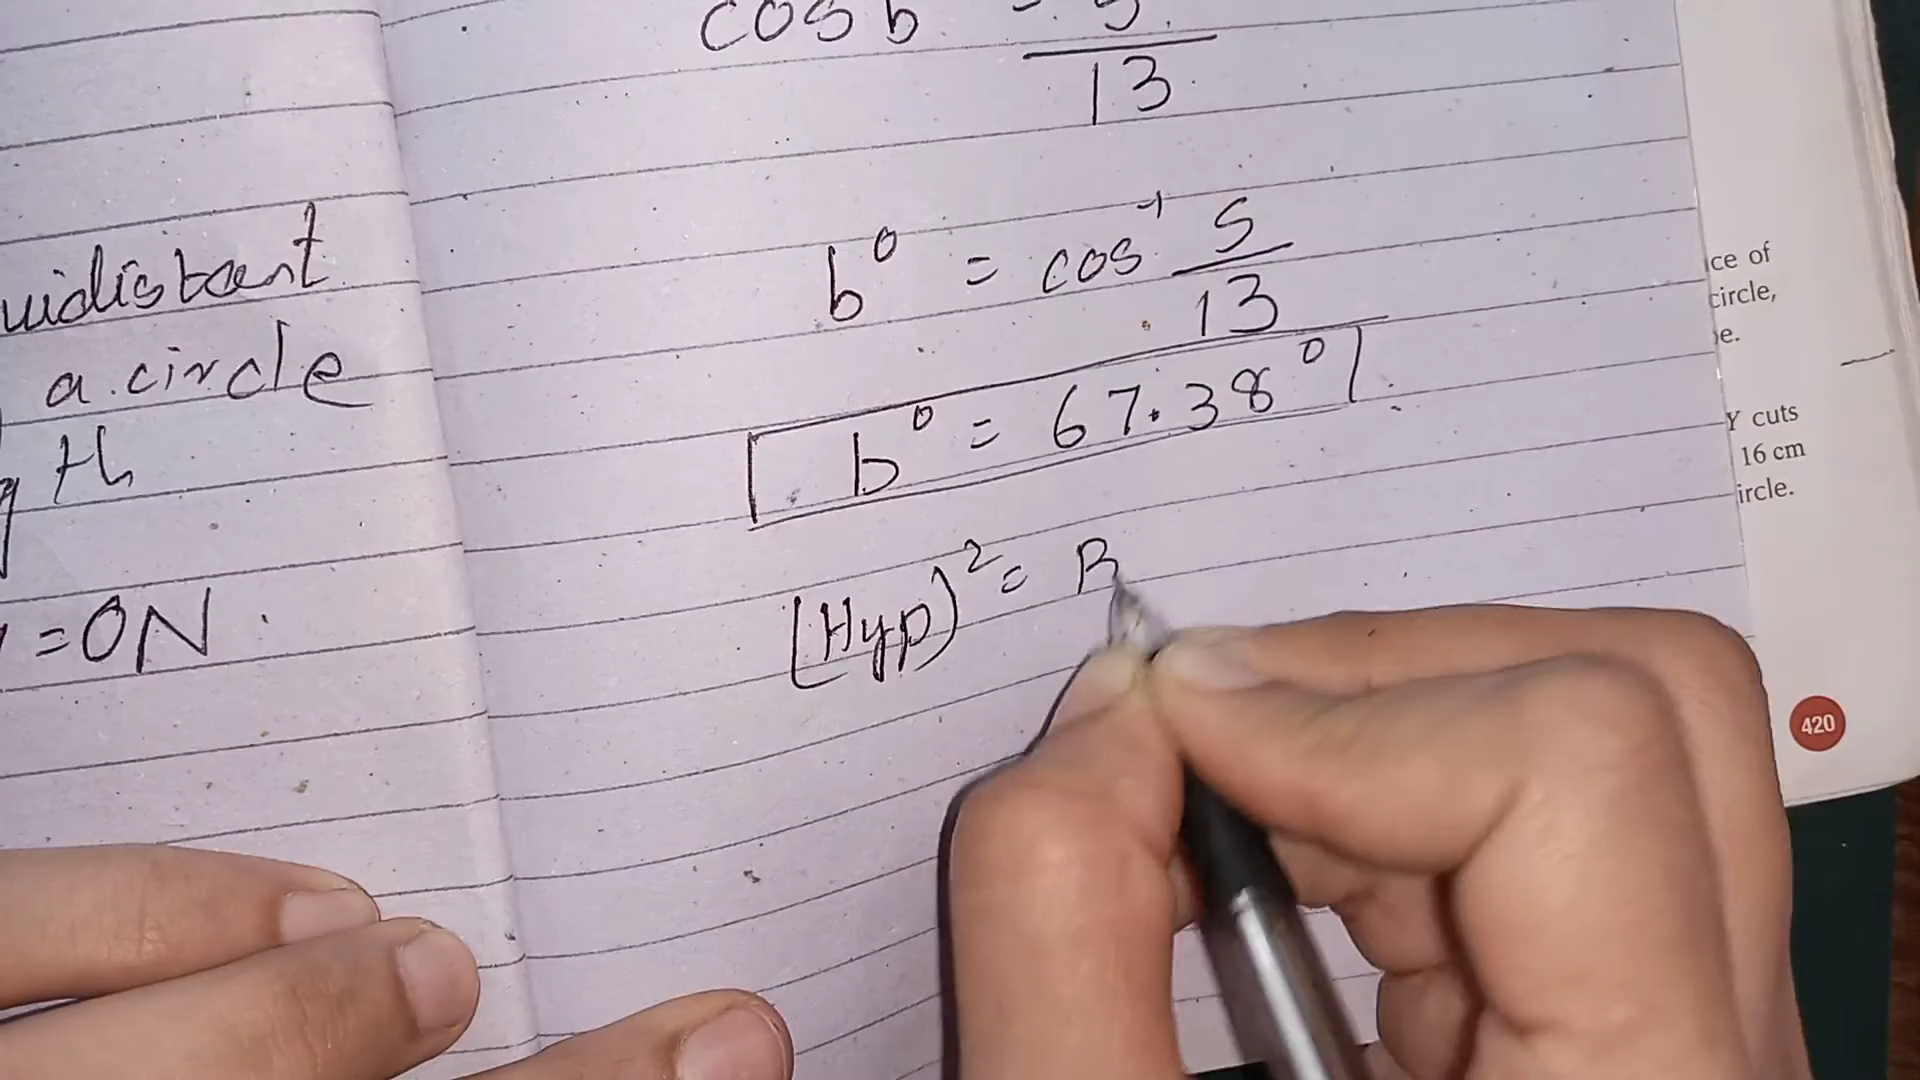 uidistant
a circle
th
= ON.
cos b = 5
13
b° = cos⁻¹ 5
13
b° = 67.38°
(Hyp)² = B
ce of
circle,
e.
Y cuts
16 cm
ircle.
420